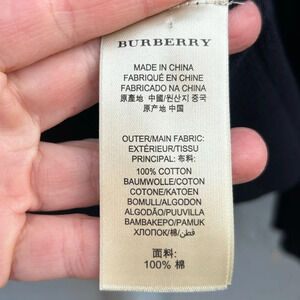 BURBERRY
MADE IN CHINA
FABRIQUÉ EN CHINE
FABRICADO NA CHINA
原產地 中國/원산지 중국
原产地 中国
OUTER/MAIN FABRIC:
EXTÉRIEUR/TISSU
PRINCIPAL: 布料:
100% COTTON
BAUMWOLLE/COTON
COTONE/KATOEN
BOMULL/ALGODÓN
ALGODÃO/PUUVILLA
BAMBAKEPO/PAMUK
ХЛОПОК/棉/قطن
面料:
100% 棉